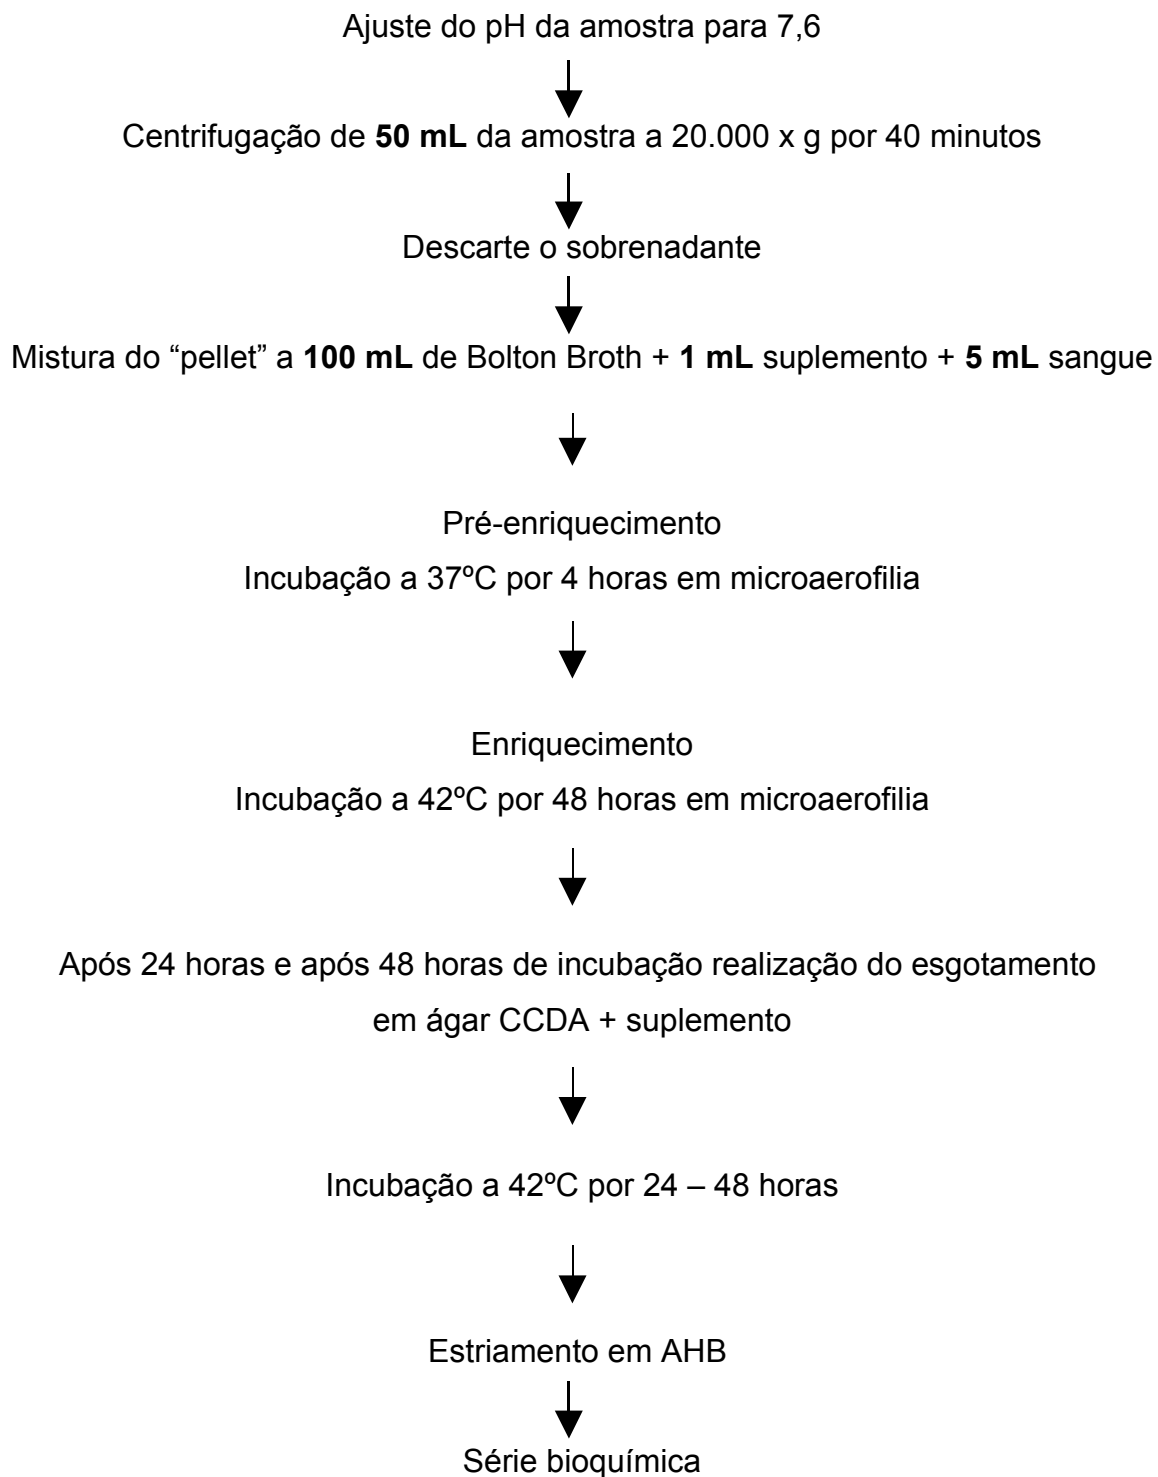 Ajuste do pH da amostra para 7,6
Centrifugação de 50 mL da amostra a 20.000 x g por 40 minutos
Descarte o sobrenadante
Mistura do “pellet” a 100 mL de Bolton Broth + 1 mL suplemento + 5 mL sangue
Pré-enriquecimento
Incubação a 37ºC por 4 horas em microaerofilia
Enriquecimento
Incubação a 42ºC por 48 horas em microaerofilia
Após 24 horas e após 48 horas de incubação realização do esgotamento
em ágar CCDA + suplemento
Incubação a 42ºC por 24 – 48 horas
Estriamento em AHB
Série bioquímica